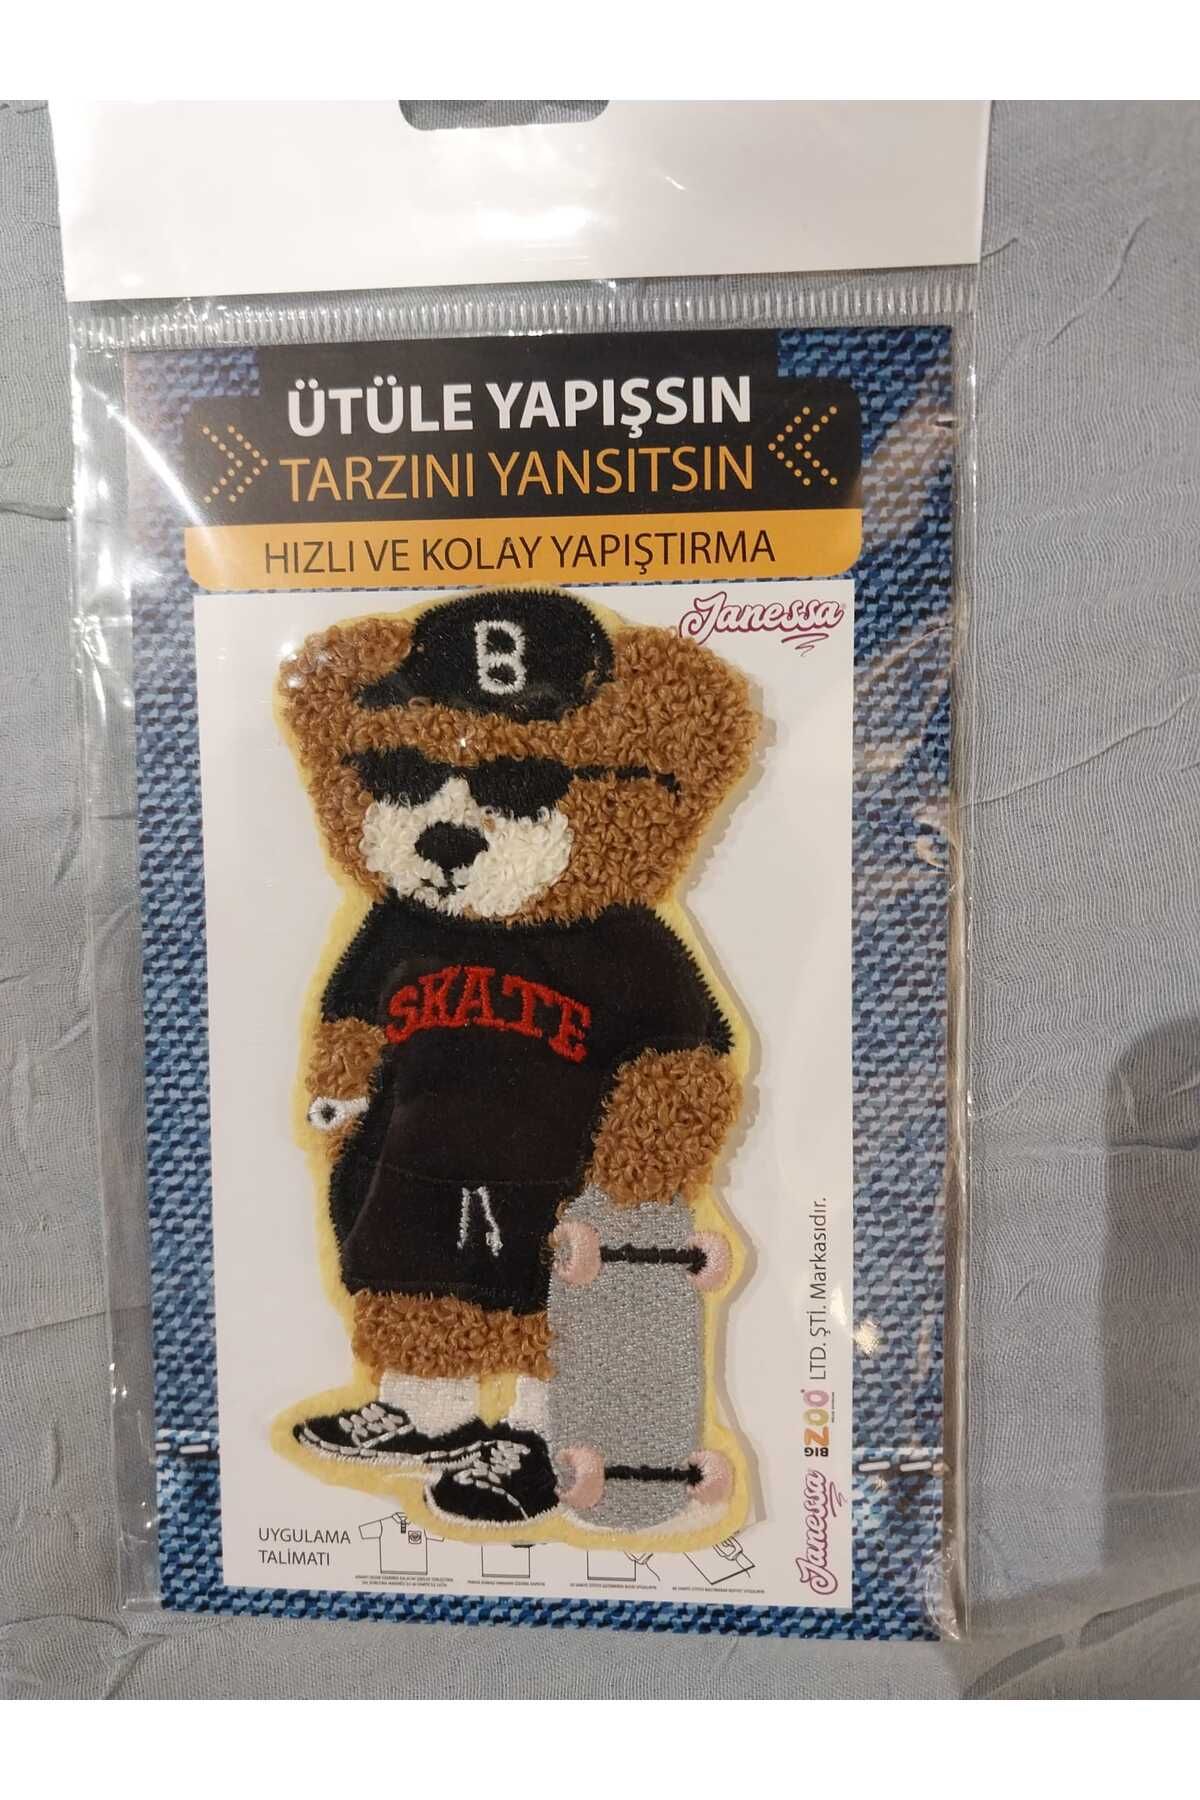 ÜTÜLE YAPIŞSIN
TARZINI YANSITSIN
HIZLI VE KOLAY YAPIŞTIRMA
Janessa
B
SKATE
Janessa BIG ZOO LTD. ŞTİ. Markasıdır.
UYGULAMA
TALİMATI